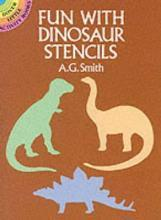 FUN WITH
DINOSAUR
STENCILS
A.G. Smith